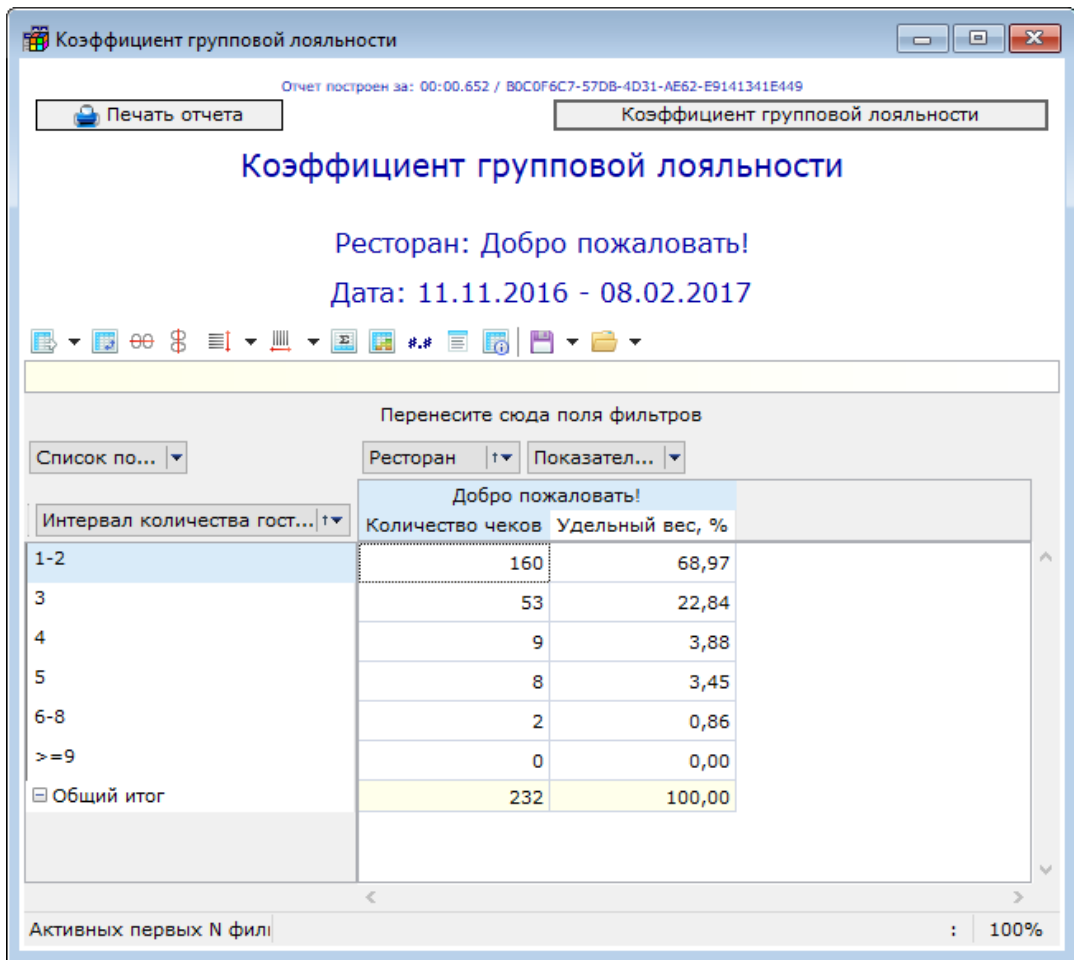 Коэффициент групповой лояльности
Отчет построен за: 00:00.652 / B0C0F6C7-57DB-4D31-AE62-E9141341E449
Печать отчета Коэффициент групповой лояльности
Коэффициент групповой лояльности
Ресторан: Добро пожаловать!
Дата: 11.11.2016 - 08.02.2017
#.#
Перенесите сюда поля фильтров
Список по... Ресторан Показател...
Добро пожаловать!
Интервал количества гост... Количество чеков Удельный вес, %
1-2 160 68,97
3 53 22,84
4 9 3,88
5 8 3,45
6-8 2 0,86
>=9 0 0,00
Общий итог 232 100,00
Активных первых N фил : 100%